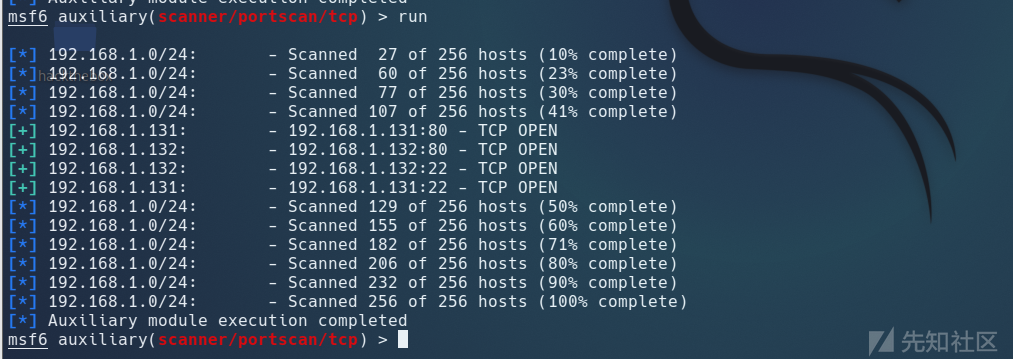 [*] Auxiliary module execution completed
msf6 auxiliary(scanner/portscan/tcp) > run
[*] 192.168.1.0/24: - Scanned 27 of 256 hosts (10% complete)
[*] 192.168.1.0/24: - Scanned 60 of 256 hosts (23% complete)
[*] 192.168.1.0/24: - Scanned 77 of 256 hosts (30% complete)
[*] 192.168.1.0/24: - Scanned 107 of 256 hosts (41% complete)
[+] 192.168.1.131: - 192.168.1.131:80 - TCP OPEN
[+] 192.168.1.132: - 192.168.1.132:80 - TCP OPEN
[+] 192.168.1.132: - 192.168.1.132:22 - TCP OPEN
[+] 192.168.1.131: - 192.168.1.131:22 - TCP OPEN
[*] 192.168.1.0/24: - Scanned 129 of 256 hosts (50% complete)
[*] 192.168.1.0/24: - Scanned 155 of 256 hosts (60% complete)
[*] 192.168.1.0/24: - Scanned 182 of 256 hosts (71% complete)
[*] 192.168.1.0/24: - Scanned 206 of 256 hosts (80% complete)
[*] 192.168.1.0/24: - Scanned 232 of 256 hosts (90% complete)
[*] 192.168.1.0/24: - Scanned 256 of 256 hosts (100% complete)
[*] Auxiliary module execution completed
msf6 auxiliary(scanner/portscan/tcp) >
先知社区